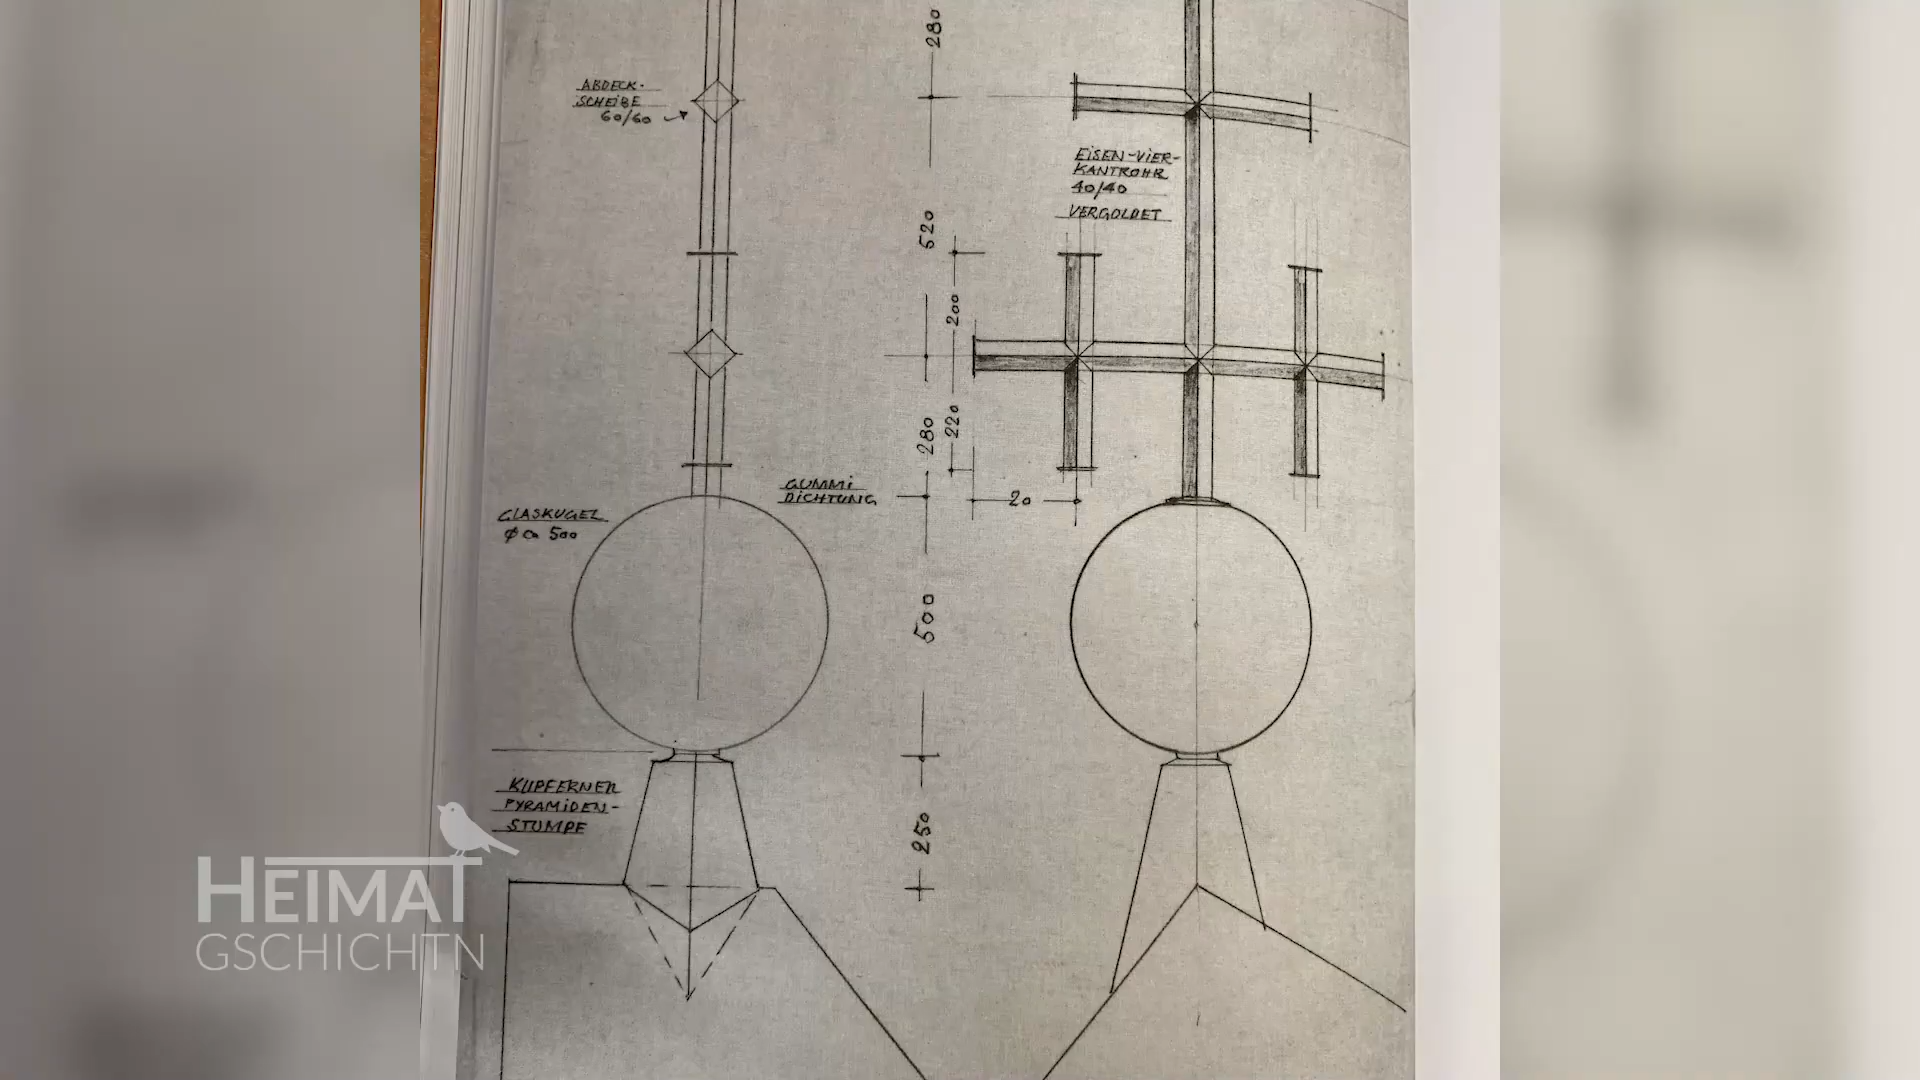 280
ABDECK-
SCHEIBE
60/60
EISEN-VIER-
KANTROHR
40/40
VERGOLDET
520
200
280
220
20
GUMMI
DICHTUNG
GLASKUGEL
Ø ca 500
500
KUPFERNER
PYRAMIDEN-
STUMPF
250
HEIMAT
GSCHICHTN